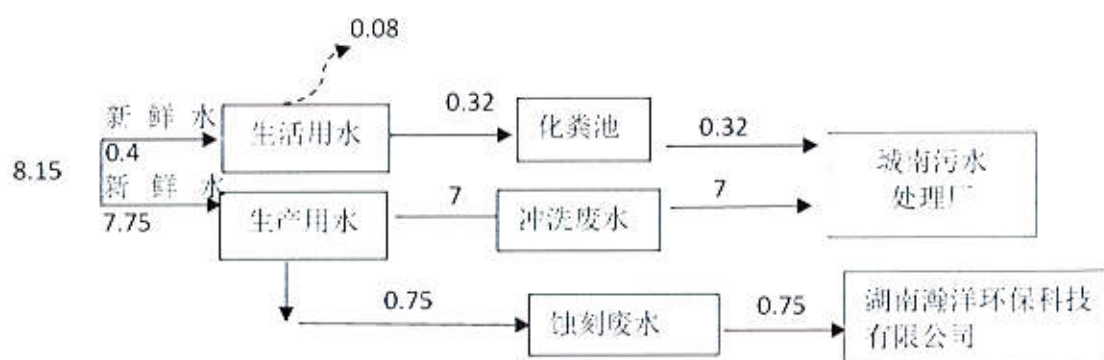 0.08
新 鲜 水
0.4
8.15
新 鲜 水
7.75
生活用水
0.32
化粪池
0.32
城南污水
处理厂
生产用水
7
冲洗废水
7
0.75
蚀刻废水
0.75
湖南瀚洋环保科技
有限公司